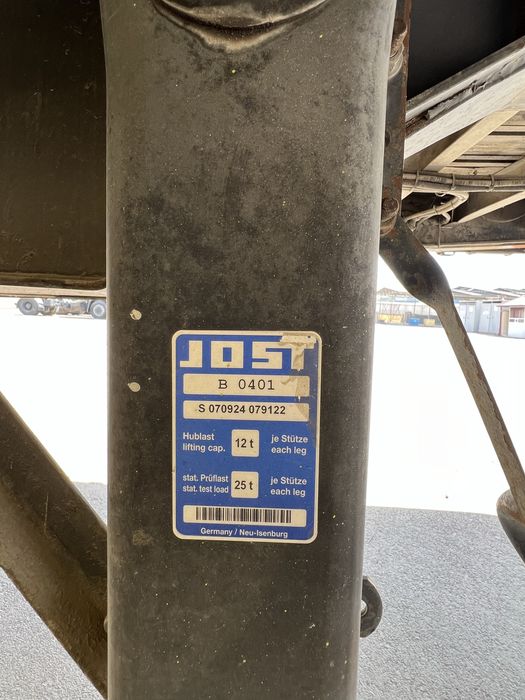 JOST
B 0401
S 070924 079122
Hublast 12 t je Stütze
lifting cap. each leg
stat. Prüflast 25 t je Stütze
stat. test load each leg
Germany / Neu-Isenburg